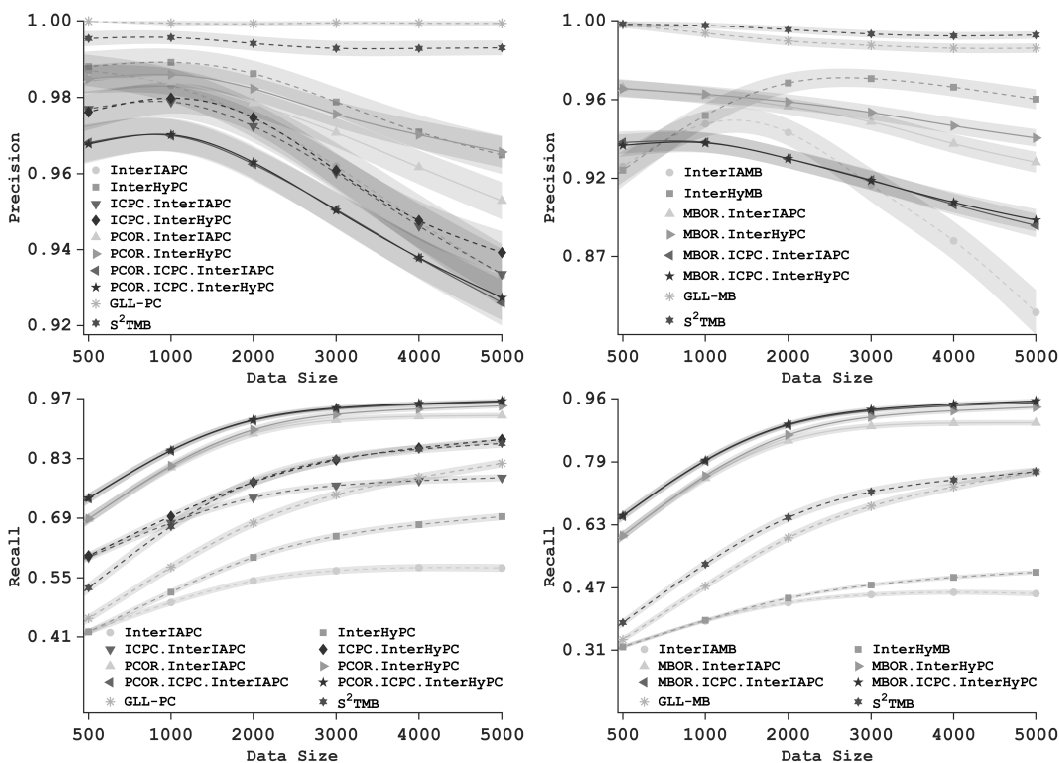 1.00
0.98
0.96
0.94
0.92
Precision
InterIAPC
InterHyPC
ICPC.InterIAPC
ICPC.InterHyPC
PCOR.InterIAPC
PCOR.InterHyPC
PCOR.ICPC.InterIAPC
PCOR.ICPC.InterHyPC
GLL-PC
S²TMB
500 1000 2000 3000 4000 5000
Data Size
1.00
0.96
0.92
0.87
Precision
InterIAMB
InterHyMB
MBOR.InterIAPC
MBOR.InterHyPC
MBOR.ICPC.InterIAPC
MBOR.ICPC.InterHyPC
GLL-MB
S²TMB
500 1000 2000 3000 4000 5000
Data Size
0.97
0.83
0.69
0.55
0.41
Recall
InterIAPC InterHyPC
ICPC.InterIAPC ICPC.InterHyPC
PCOR.InterIAPC PCOR.InterHyPC
PCOR.ICPC.InterIAPC PCOR.ICPC.InterHyPC
GLL-PC S²TMB
500 1000 2000 3000 4000 5000
Data Size
0.96
0.79
0.63
0.47
0.31
Recall
InterIAMB InterHyMB
MBOR.InterIAPC MBOR.InterHyPC
MBOR.ICPC.InterIAPC MBOR.ICPC.InterHyPC
GLL-MB S²TMB
500 1000 2000 3000 4000 5000
Data Size